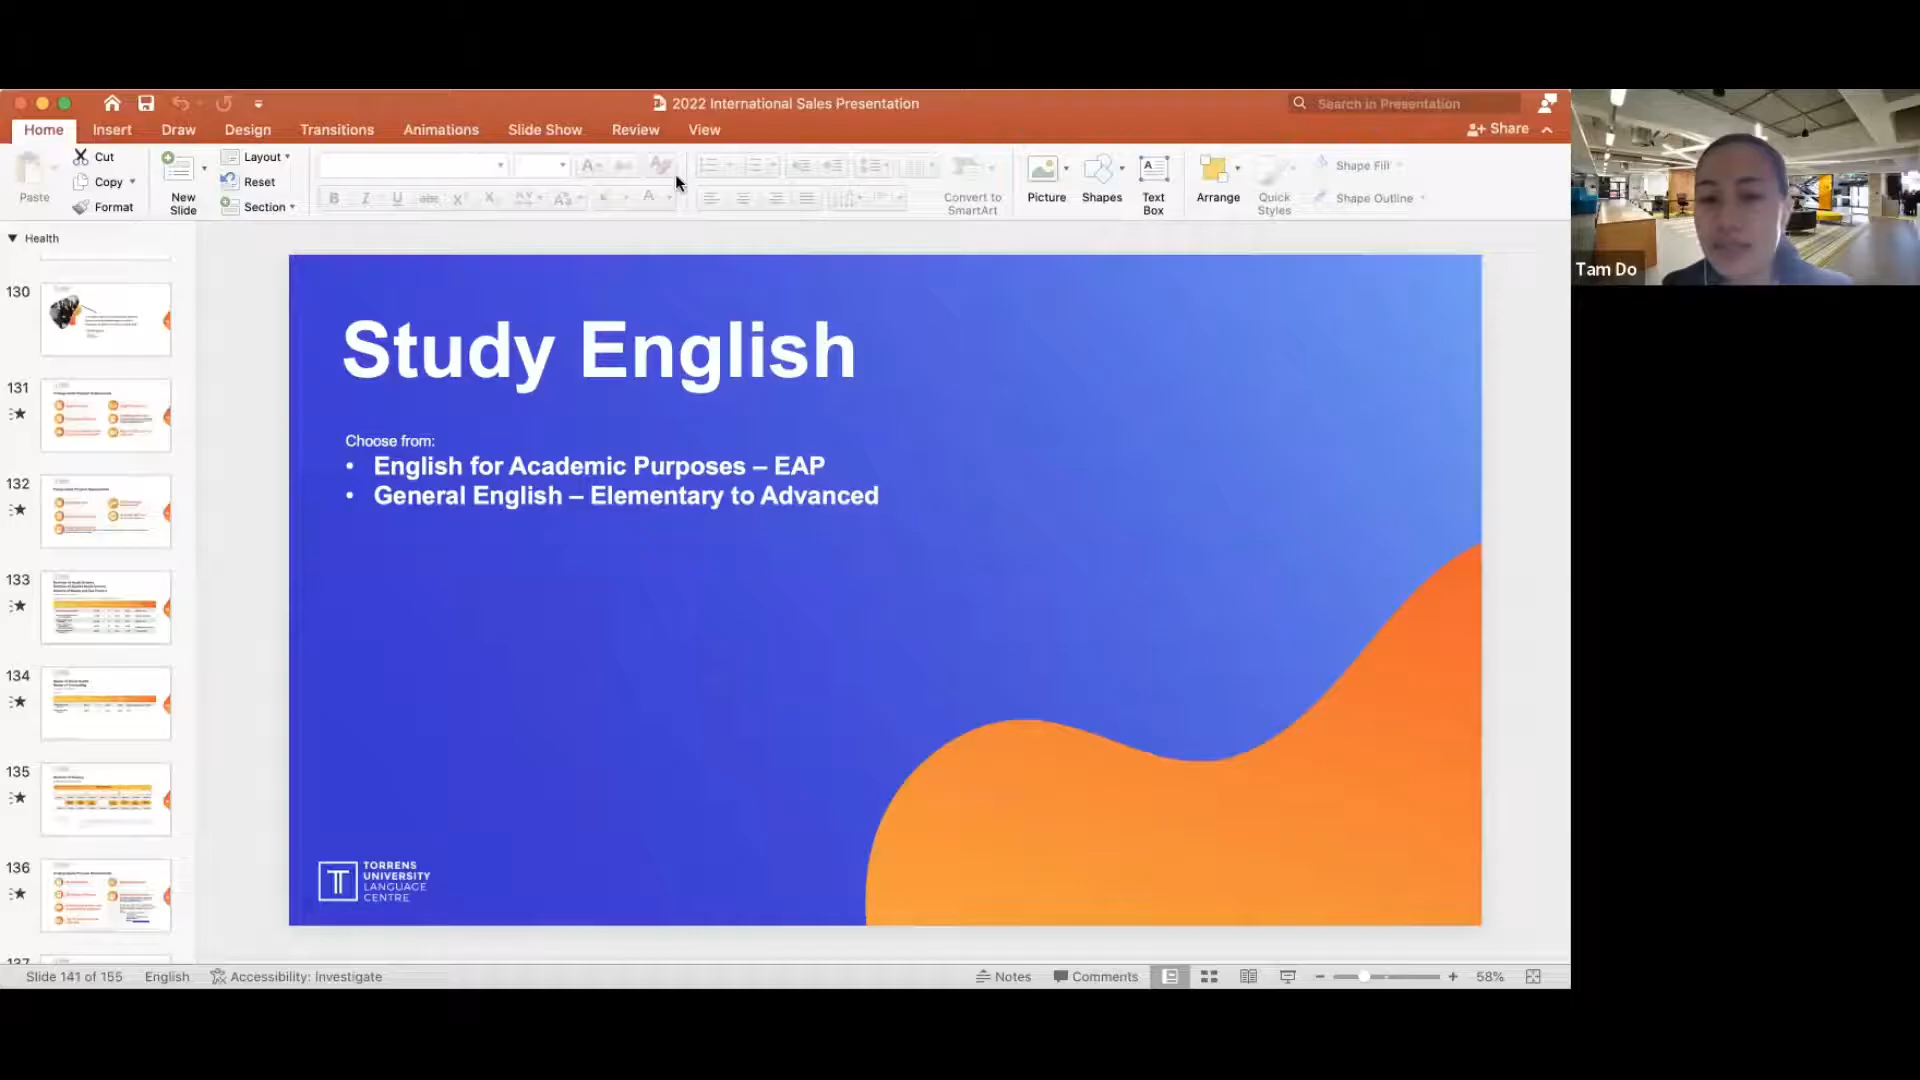 2022 International Sales Presentation
Search in Presentation
Home Insert Draw Design Transitions Animations Slide Show Review View
Share
Paste
Cut
Copy
Format
New
Slide
Layout
Reset
Section
Convert to
SmartArt
Picture
Shapes
Text
Box
Arrange
Quick
Styles
Shape Fill
Shape Outline
Tam Do
Health
130
131
132
133
134
135
136
137
Study English
Choose from:
• English for Academic Purposes – EAP
• General English – Elementary to Advanced
TORRENS
UNIVERSITY
LANGUAGE
CENTRE
Slide 141 of 155
English
Accessibility: Investigate
Notes
Comments
58%